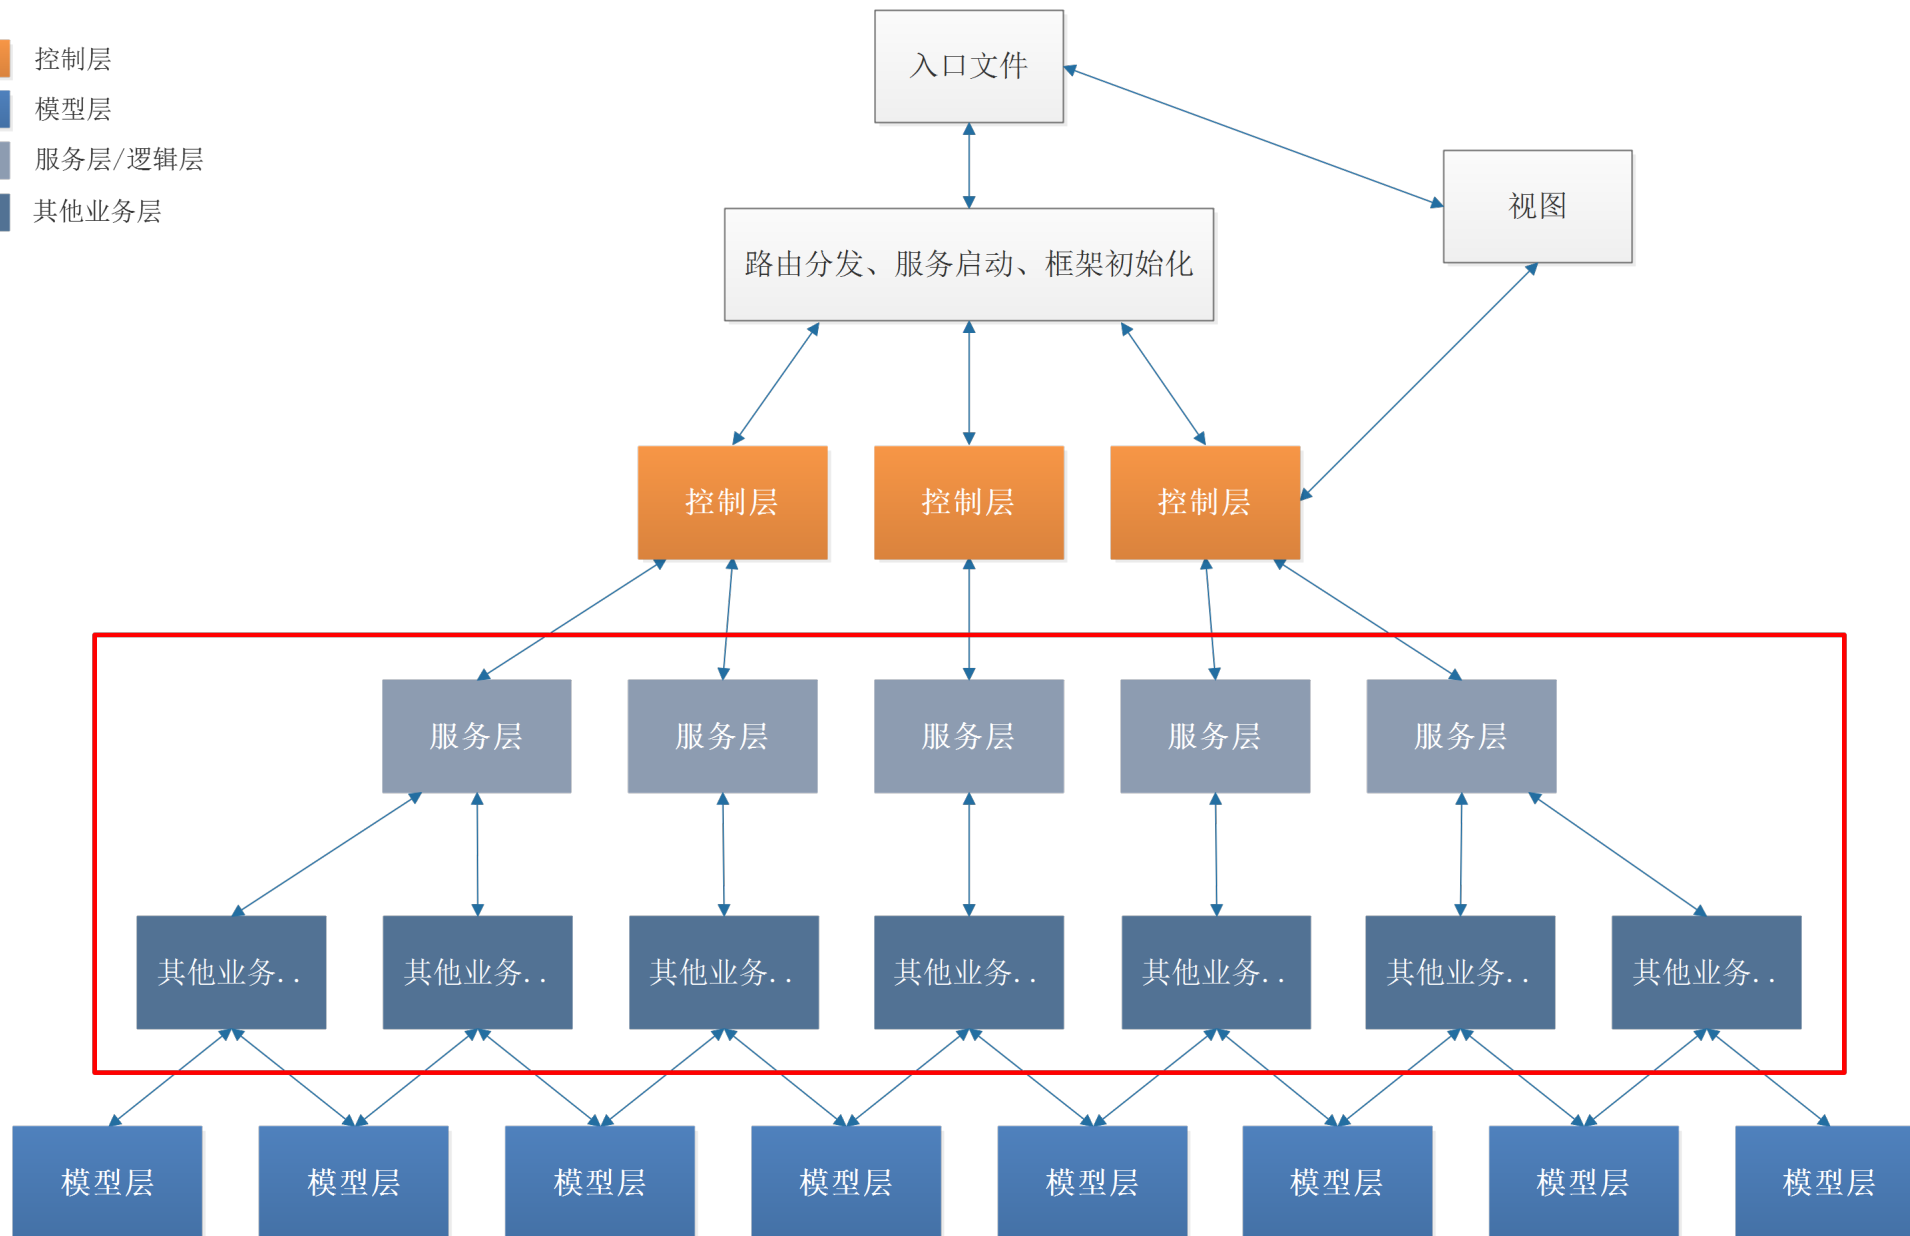 控制层
模型层
服务层/逻辑层
其他业务层
入口文件
视图
路由分发、服务启动、框架初始化
控制层
控制层
控制层
服务层
服务层
服务层
服务层
服务层
其他业务..
其他业务..
其他业务..
其他业务..
其他业务..
其他业务..
其他业务..
模型层
模型层
模型层
模型层
模型层
模型层
模型层
模型层